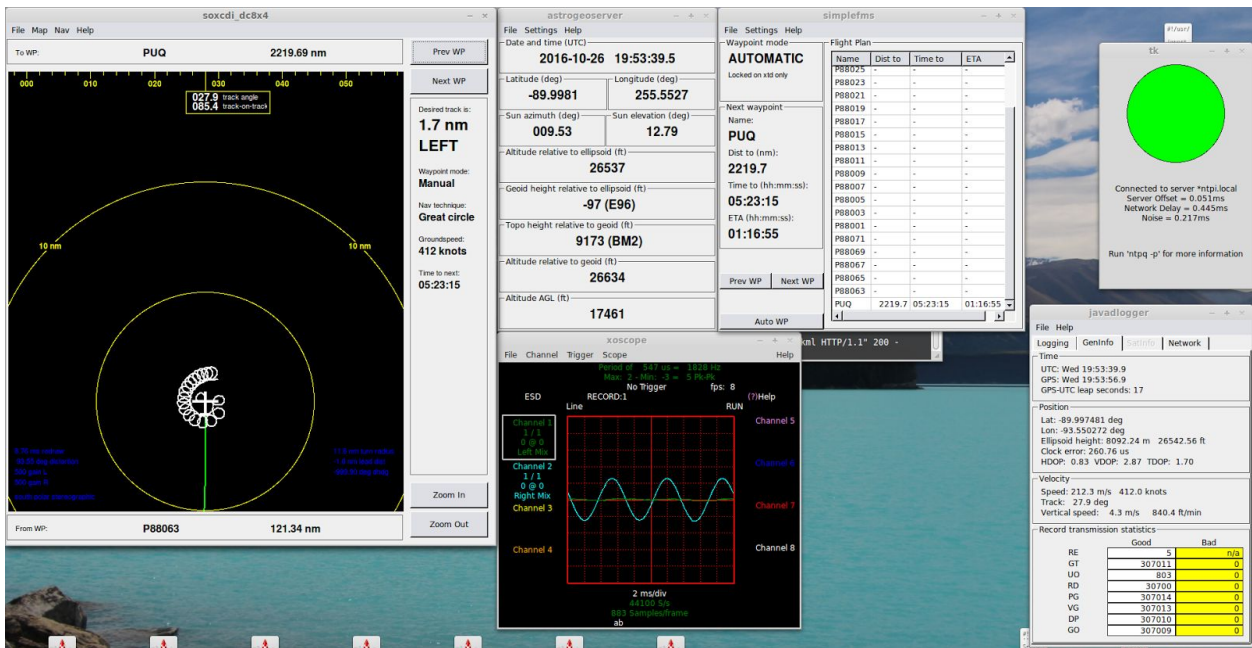 soxcdi_dc8x4
File Map Nav Help
To WP: PUQ 2219.69 nm
Prev WP
Next WP
000 010 020 030 040 050
027.9 track angle
085.4 track-on-track
Desired track is:
1.7 nm
LEFT
Waypoint mode:
Manual
Nav technique:
Great circle
Groundspeed:
412 knots
Time to next:
05:23:15
10 nm 10 nm
Zoom In
Zoom Out
From WP: P88063 121.34 nm
astrogeoserver
File Settings Help
Date and time (UTC)
2016-10-26 19:53:39.5
Latitude (deg) Longitude (deg)
-89.9981 255.5527
Sun azimuth (deg) Sun elevation (deg)
009.53 12.79
Altitude relative to ellipsoid (ft)
26537
Geoid height relative to ellipsoid (ft)
-97 (E96)
Topo height relative to geoid (ft)
9173 (BM2)
Altitude relative to geoid (ft)
26634
Altitude AGL (ft)
17461
simplefms
File Settings Help
Waypoint mode
AUTOMATIC
Locked on xtd only
Next waypoint
Name:
PUQ
Dist to (nm):
2219.7
Time to (hh:mm:ss):
05:23:15
ETA (hh:mm:ss):
01:16:55
Prev WP Next WP
Auto WP
Flight Plan
Name Dist to Time to ETA
P88025 - - -
P88023 - - -
P88021 - - -
P88019 - - -
P88017 - - -
P88015 - - -
P88013 - - -
P88011 - - -
P88009 - - -
P88007 - - -
P88005 - - -
P88003 - - -
P88001 - - -
P88071 - - -
P88069 - - -
P88067 - - -
P88065 - - -
P88063 - - -
PUQ 2219.7 05:23:15 01:16:55
kml HTTP/1.1" 200 -
xoscope
File Channel Trigger Scope Help
Period of 547 us = 1828 Hz
Max: 2 - Min: -3 = 5 Pk-Pk
No Trigger fps: 8
ESD RECORD:1 (?)Help
Line RUN
Channel 1
1 / 1
0 @ 0
Left Mix
Channel 2
1 / 1
0 @ 0
Right Mix
Channel 3
Channel 4
Channel 5
Channel 6
Channel 7
Channel 8
2 ms/div
44100 S/s
883 Samples/frame
ab
#!/usr/
tk
Connected to server *ntpi.local
Server Offset = 0.051ms
Network Delay = 0.445ms
Noise = 0.217ms
Run 'ntpq -p' for more information
javadlogger
File Help
Logging GenInfo SatInfo Network
Time
UTC: Wed 19:53:39.9
GPS: Wed 19:53:56.9
GPS-UTC leap seconds: 17
Position
Lat: -89.997481 deg
Lon: -93.550272 deg
Ellipsoid height: 8092.24 m 26542.56 ft
Clock error: 260.76 us
HDOP: 0.83 VDOP: 2.87 TDOP: 1.70
Velocity
Speed: 212.3 m/s 412.0 knots
Track: 27.9 deg
Vertical speed: 4.3 m/s 840.4 ft/min
Record transmission statistics
Good Bad
RE 5 n/a
GT 307011 0
UO 803 0
RD 30700 0
PG 307014 0
VG 307013 0
DP 307010 0
GO 307009 0